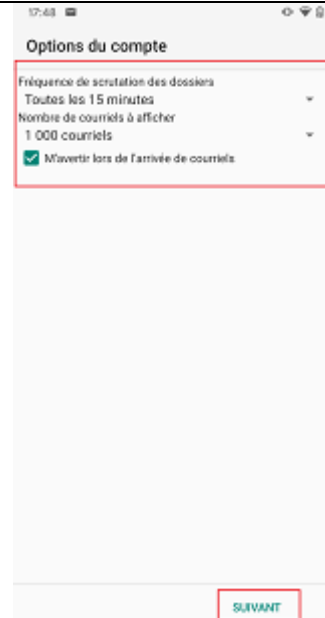 17:48
Options du compte
Fréquence de scrutation des dossiers
Toutes les 15 minutes
Nombre de courriels à afficher
1 000 courriels
M'avertir lors de l'arrivée de courriels
SUIVANT